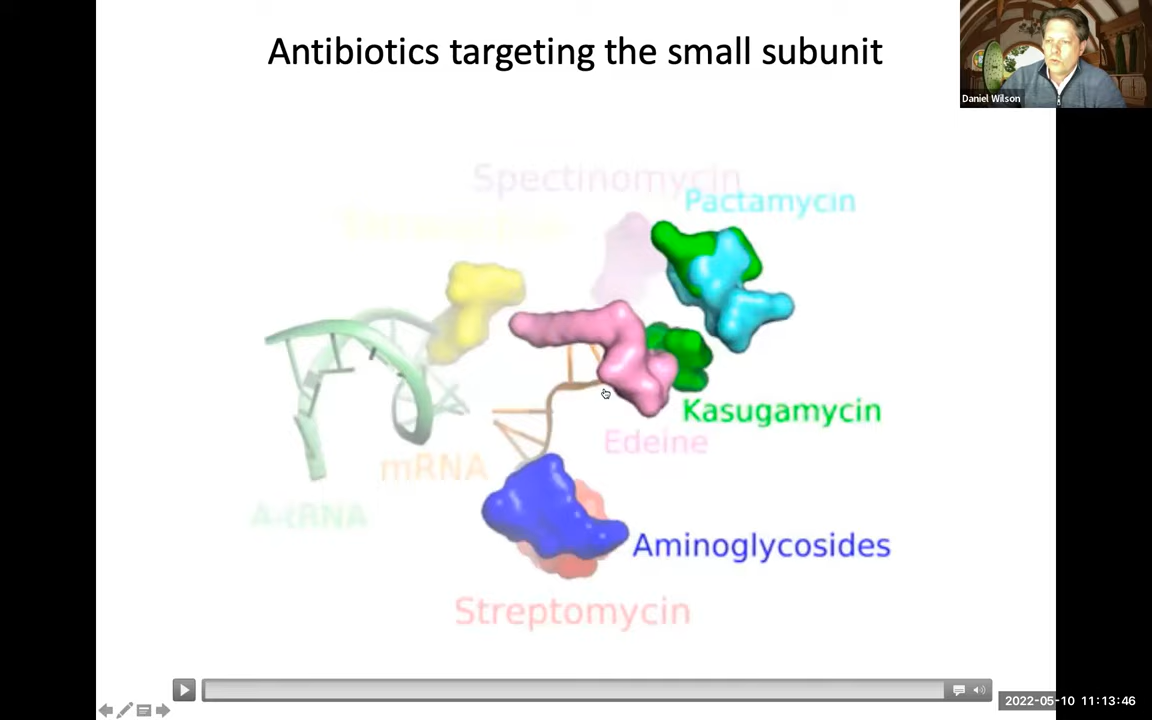 Antibiotics targeting the small subunit
Daniel Wilson
Spectinomycin
Pactamycin
Kasugamycin
Edeine
mRNA
A-tRNA
Aminoglycosides
Streptomycin
2022-05-10 11:13:46